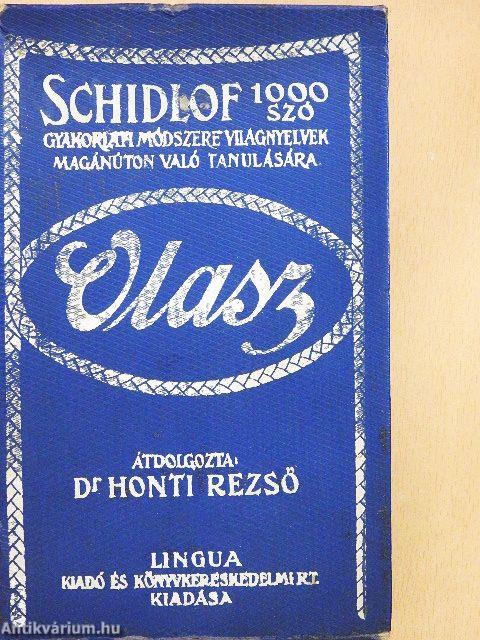 SCHIDLOF 1000 SZÓ
GYAKORLATI MÓDSZERE VILÁGNYELVEK
MAGÁNÚTON VALÓ TANULÁSÁRA
Olasz
ÁTDOLGOZTA:
Dr HONTI REZSŐ
LINGUA
KIADÓ ÉS KÖNYVKERESKEDELMI R.T.
KIADÁSA
Antikvárium.hu